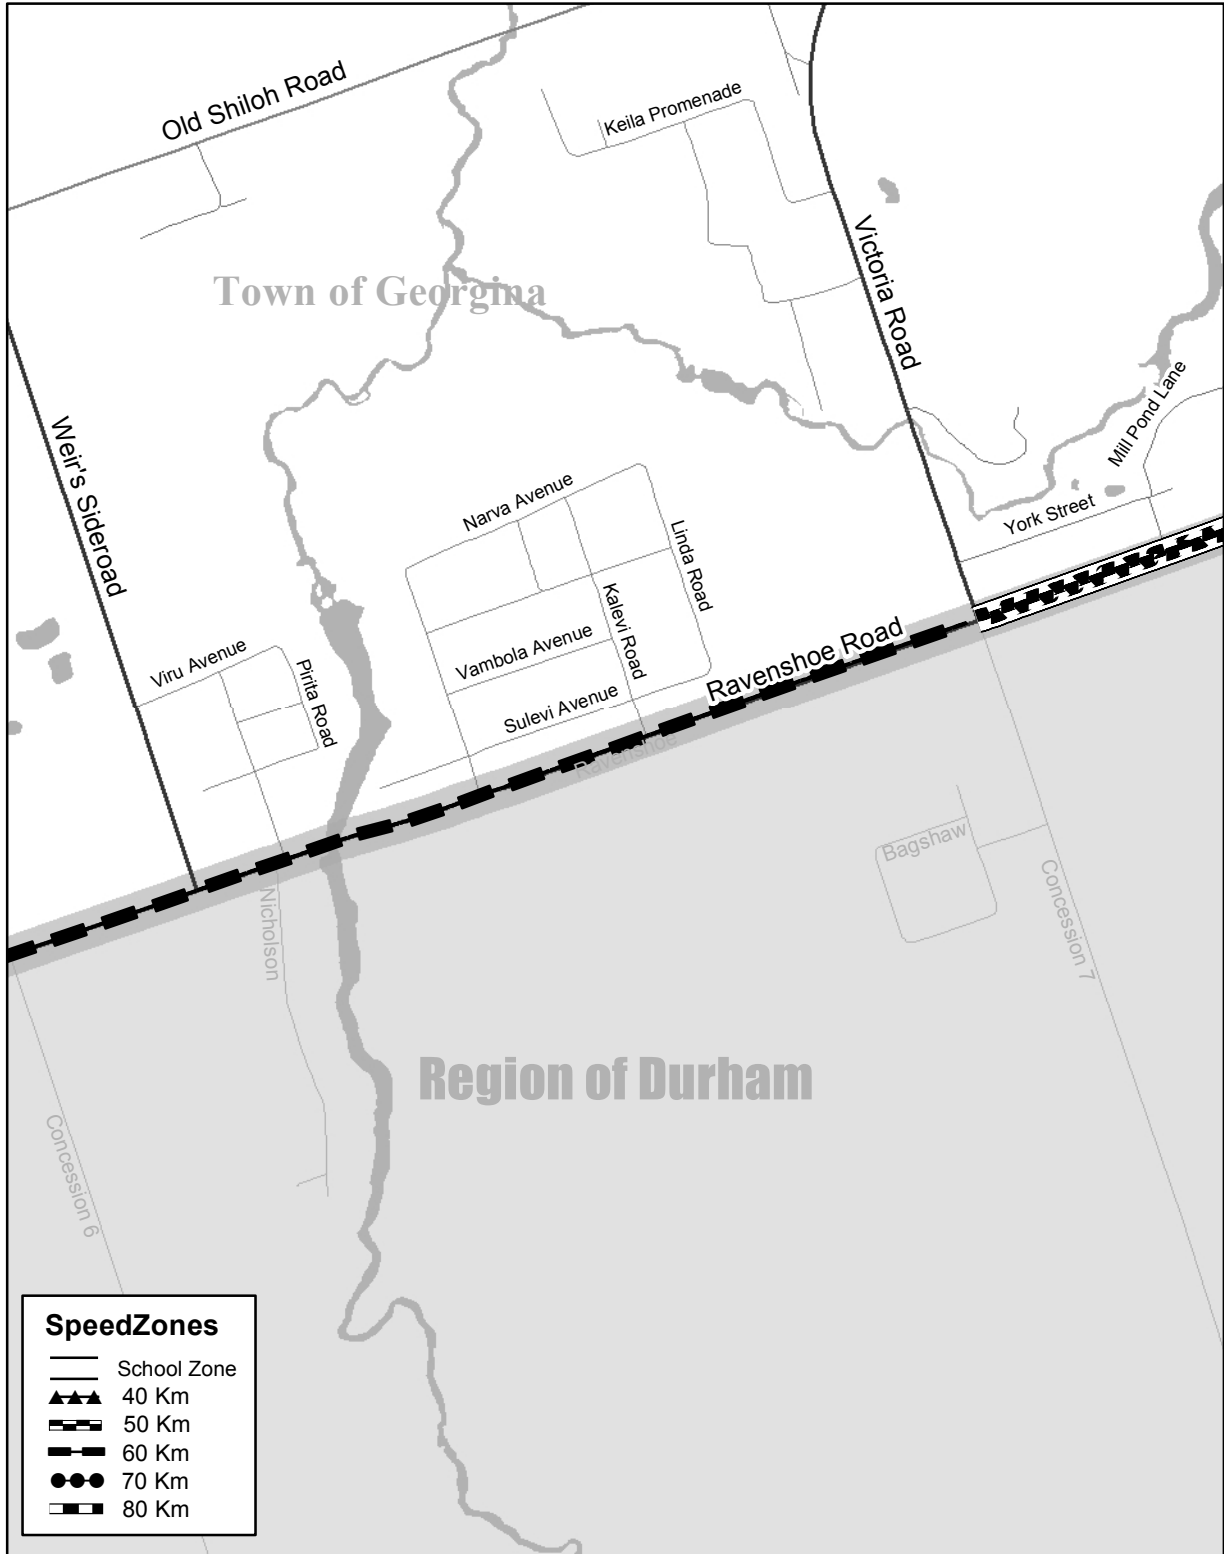 Old Shiloh Road
Keila Promenade
Town of Georgina
Victoria Road
Mill Pond Lane
Weir's Sideroad
Narva Avenue
York Street
Linda Road
Kalevi Road
Viru Avenue
Pirita Road
Vambola Avenue
Ravenshoe Road
Sulevi Avenue
Ravenshoe
Bagshaw
Nicholson
Concession 7
Region of Durham
Concession 6
SpeedZones
School Zone
40 Km
50 Km
60 Km
70 Km
80 Km